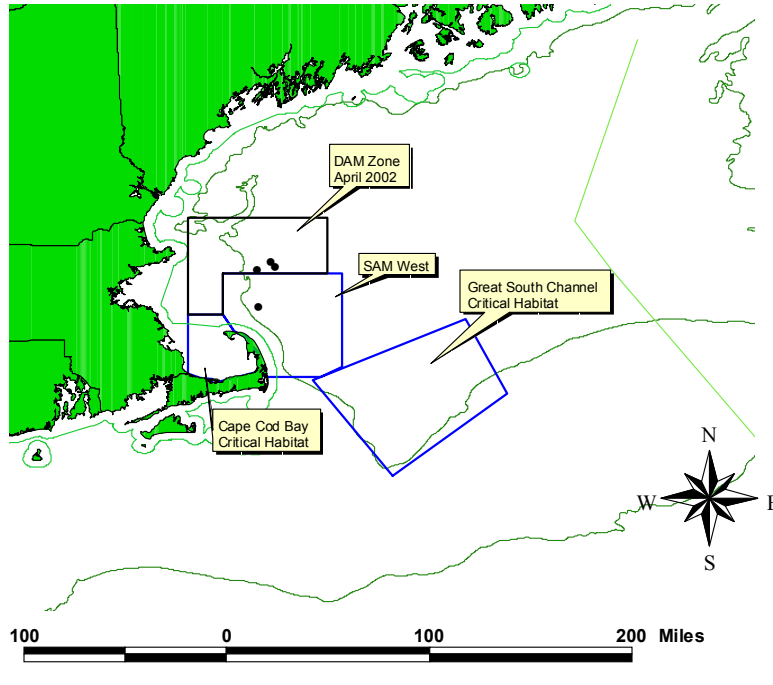 DAM Zone
April 2002
SAM West
Great South Channel
Critical Habitat
Cape Cod Bay
Critical Habitat
N
W
E
S
100 0 100 200 Miles